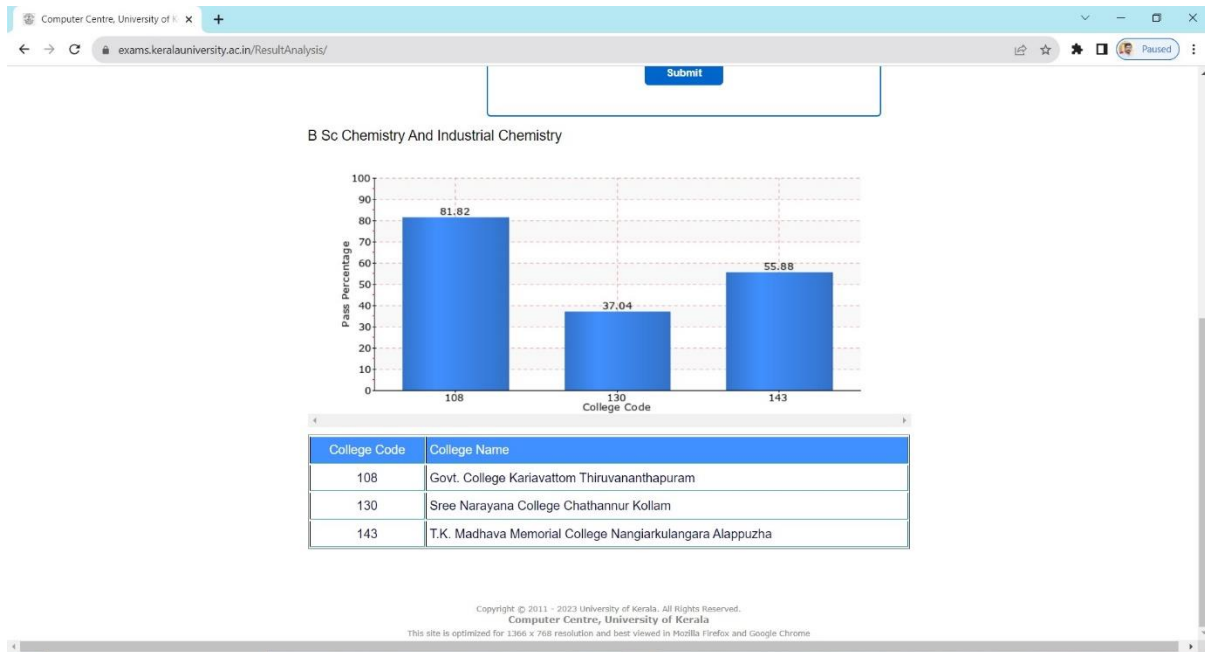 Computer Centre, University of K
exams.keralauniversity.ac.in/ResultAnalysis/
Paused
Submit
B Sc Chemistry And Industrial Chemistry
100
90
80
70
60
50
40
30
20
10
0
Pass Percentage
81.82
37.04
55.88
108
130
143
College Code
College Code College Name
108 Govt. College Kariavattom Thiruvananthapuram
130 Sree Narayana College Chathannur Kollam
143 T.K. Madhava Memorial College Nangiarkulangara Alappuzha
Copyright © 2011 - 2023 University of Kerala. All Rights Reserved.
Computer Centre, University of Kerala
This site is optimized for 1366 x 768 resolution and best viewed in Mozilla Firefox and Google Chrome